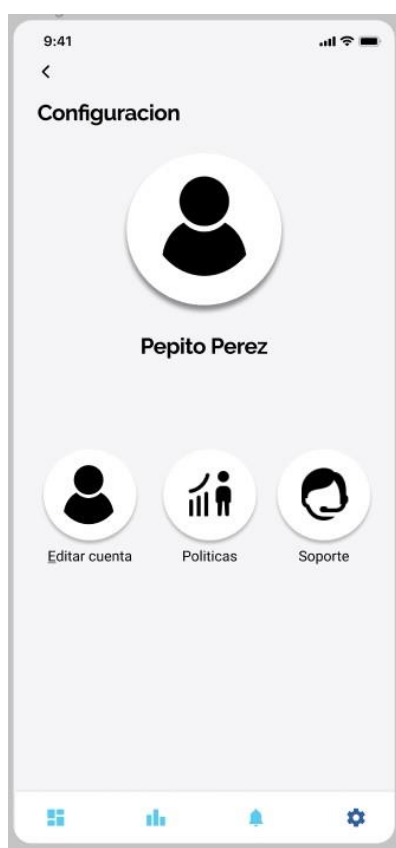 9:41
Configuracion
Pepito Perez
Editar cuenta
Politicas
Soporte